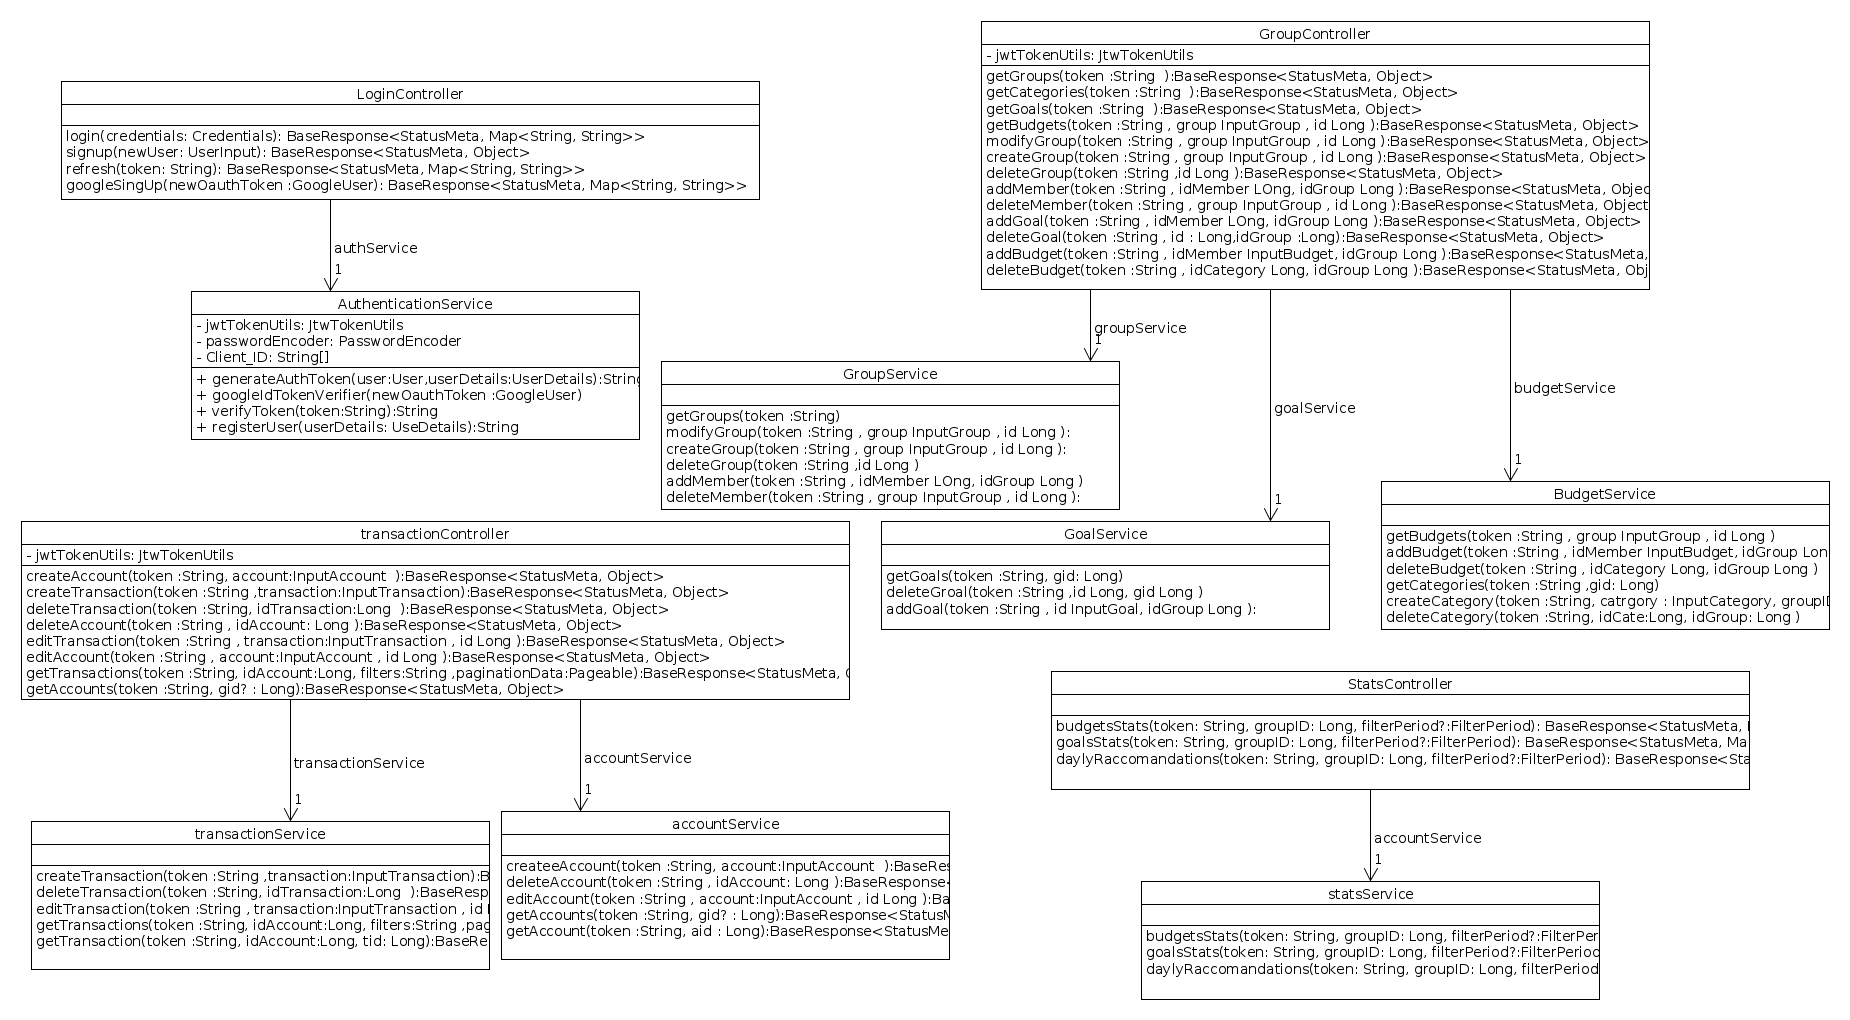 LoginController
login(credentials: Credentials): BaseResponse<StatusMeta, Map<String, String>>
signup(newUser: UserInput): BaseResponse<StatusMeta, Object>
refresh(token: String): BaseResponse<StatusMeta, Map<String, String>>
googleSingUp(newOauthToken :GoogleUser): BaseResponse<StatusMeta, Map<String, String>>
authService
1
AuthenticationService
- jwtTokenUtils: JtwTokenUtils
- passwordEncoder: PasswordEncoder
- Client_ID: String[]
+ generateAuthToken(user:User,userDetails:UserDetails):String
+ googleIdTokenVerifier(newOauthToken :GoogleUser)
+ verifyToken(token:String):String
+ registerUser(userDetails: UseDetails):String
GroupController
- jwtTokenUtils: JtwTokenUtils
getGroups(token :String  ):BaseResponse<StatusMeta, Object>
getCategories(token :String  ):BaseResponse<StatusMeta, Object>
getGoals(token :String  ):BaseResponse<StatusMeta, Object>
getBudgets(token :String , group InputGroup , id Long ):BaseResponse<StatusMeta, Object>
modifyGroup(token :String , group InputGroup , id Long ):BaseResponse<StatusMeta, Object>
createGroup(token :String , group InputGroup , id Long ):BaseResponse<StatusMeta, Object>
deleteGroup(token :String ,id Long ):BaseResponse<StatusMeta, Object>
addMember(token :String , idMember LOng, idGroup Long ):BaseResponse<StatusMeta, Objec
deleteMember(token :String , group InputGroup , id Long ):BaseResponse<StatusMeta, Object
addGoal(token :String , idMember LOng, idGroup Long ):BaseResponse<StatusMeta, Object>
deleteGoal(token :String , id : Long,idGroup :Long):BaseResponse<StatusMeta, Object>
addBudget(token :String , idMember InputBudget, idGroup Long ):BaseResponse<StatusMeta,
deleteBudget(token :String , idCategory Long, idGroup Long ):BaseResponse<StatusMeta, Obj
groupService
1
goalService
1
budgetService
1
GroupService
getGroups(token :String)
modifyGroup(token :String , group InputGroup , id Long ):
createGroup(token :String , group InputGroup , id Long ):
deleteGroup(token :String ,id Long )
addMember(token :String , idMember LOng, idGroup Long )
deleteMember(token :String , group InputGroup , id Long ):
GoalService
getGoals(token :String, gid: Long)
deleteGroal(token :String ,id Long, gid Long )
addGoal(token :String , id InputGoal, idGroup Long ):
BudgetService
getBudgets(token :String , group InputGroup , id Long )
addBudget(token :String , idMember InputBudget, idGroup Lon
deleteBudget(token :String , idCategory Long, idGroup Long )
getCategories(token :String ,gid: Long)
createCategory(token :String, catrgory : InputCategory, groupID
deleteCategory(token :String, idCate:Long, idGroup: Long )
transactionController
- jwtTokenUtils: JtwTokenUtils
createAccount(token :String, account:InputAccount  ):BaseResponse<StatusMeta, Object>
createTransaction(token :String ,transaction:InputTransaction):BaseResponse<StatusMeta, Object>
deleteTransaction(token :String, idTransaction:Long  ):BaseResponse<StatusMeta, Object>
deleteAccount(token :String , idAccount: Long ):BaseResponse<StatusMeta, Object>
editTransaction(token :String , transaction:InputTransaction , id Long ):BaseResponse<StatusMeta, Object>
editAccount(token :String , account:InputAccount , id Long ):BaseResponse<StatusMeta, Object>
getTransactions(token :String, idAccount:Long, filters:String ,paginationData:Pageable):BaseResponse<StatusMeta, O
getAccounts(token :String, gid? : Long):BaseResponse<StatusMeta, Object>
transactionService
1
accountService
1
transactionService
createTransaction(token :String ,transaction:InputTransaction):B
deleteTransaction(token :String, idTransaction:Long  ):BaseResp
editTransaction(token :String , transaction:InputTransaction , id l
getTransactions(token :String, idAccount:Long, filters:String ,pag
getTransaction(token :String, idAccount:Long, tid: Long):BaseRe
accountService
createeAccount(token :String, account:InputAccount  ):BaseRes
deleteAccount(token :String , idAccount: Long ):BaseResponse<
editAccount(token :String , account:InputAccount , id Long ):Ba
getAccounts(token :String, gid? : Long):BaseResponse<StatusM
getAccount(token :String, aid : Long):BaseResponse<StatusMe
StatsController
budgetsStats(token: String, groupID: Long, filterPeriod?:FilterPeriod): BaseResponse<StatusMeta,
goalsStats(token: String, groupID: Long, filterPeriod?:FilterPeriod): BaseResponse<StatusMeta, Ma
daylyRaccomandations(token: String, groupID: Long, filterPeriod?:FilterPeriod): BaseResponse<Sta
accountService
1
statsService
budgetsStats(token: String, groupID: Long, filterPeriod?:FilterPer
goalsStats(token: String, groupID: Long, filterPeriod?:FilterPeriod
daylyRaccomandations(token: String, groupID: Long, filterPeriod